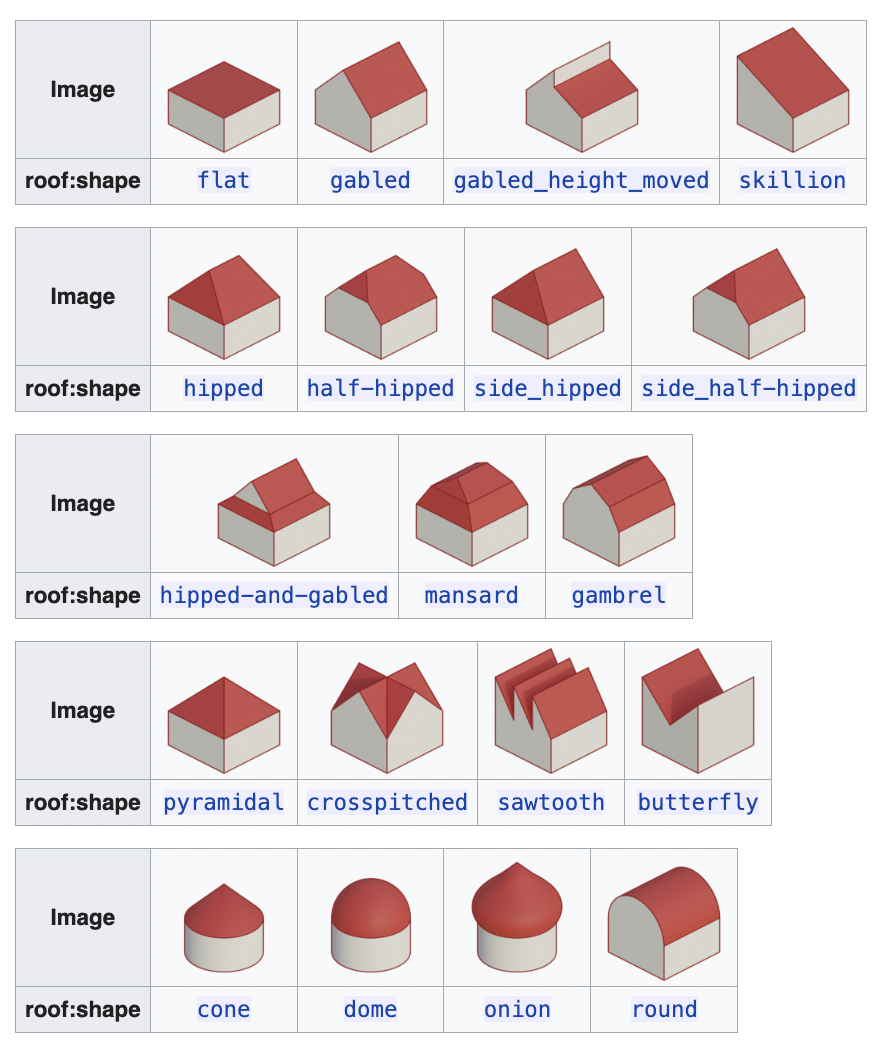 Image
roof:shape flat gabled gabled_height_moved skillion
Image
roof:shape hipped half-hipped side_hipped side_half-hipped
Image
roof:shape hipped-and-gabled mansard gambrel
Image
roof:shape pyramidal crosspitched sawtooth butterfly
Image
roof:shape cone dome onion round